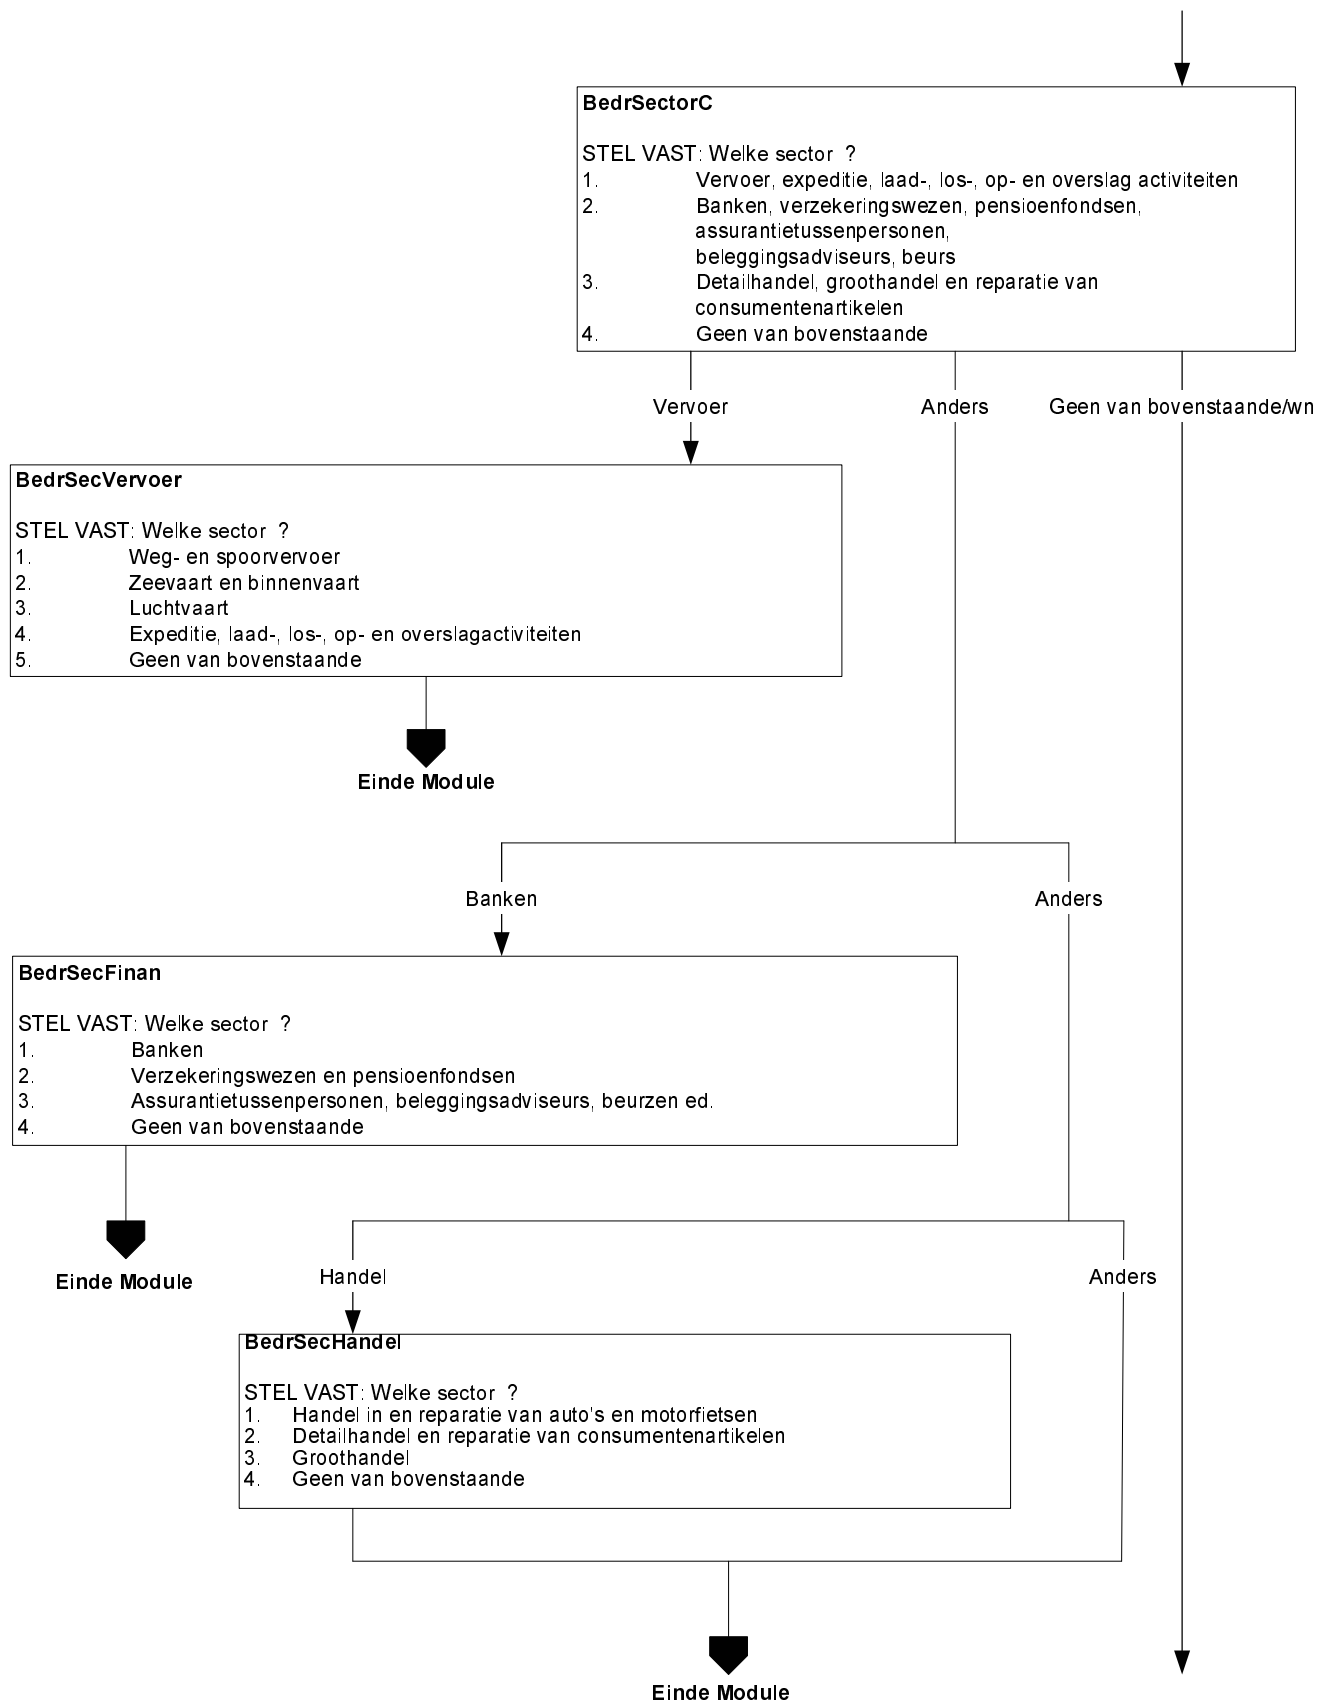 BedrSectorC
STEL VAST: Welke sector ?
1. Vervoer, expeditie, laad-, los-, op- en overslag activiteiten
2. Banken, verzekeringswezen, pensioenfondsen,
assurantietussenpersonen,
beleggingsadviseurs, beurs
3. Detailhandel, groothandel en reparatie van
consumentenartikelen
4. Geen van bovenstaande
Vervoer
Anders
Geen van bovenstaande/wn
BedrSecVervoer
STEL VAST: Welke sector ?
1. Weg- en spoorvervoer
2. Zeevaart en binnenvaart
3. Luchtvaart
4. Expeditie, laad-, los-, op- en overslagactiviteiten
5. Geen van bovenstaande
Einde Module
Banken
Anders
BedrSecFinan
STEL VAST: Welke sector ?
1. Banken
2. Verzekeringswezen en pensioenfondsen
3. Assurantietussenpersonen, beleggingsadviseurs, beurzen ed.
4. Geen van bovenstaande
Einde Module
Handel
Anders
BedrSecHandel
STEL VAST: Welke sector ?
1. Handel in en reparatie van auto's en motorfietsen
2. Detailhandel en reparatie van consumentenartikelen
3. Groothandel
4. Geen van bovenstaande
Einde Module